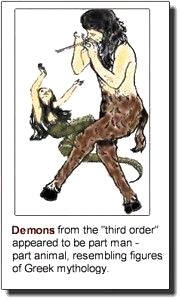 Demons from the "third order"
appeared to be part man -
part animal, resembling figures
of Greek mythology.